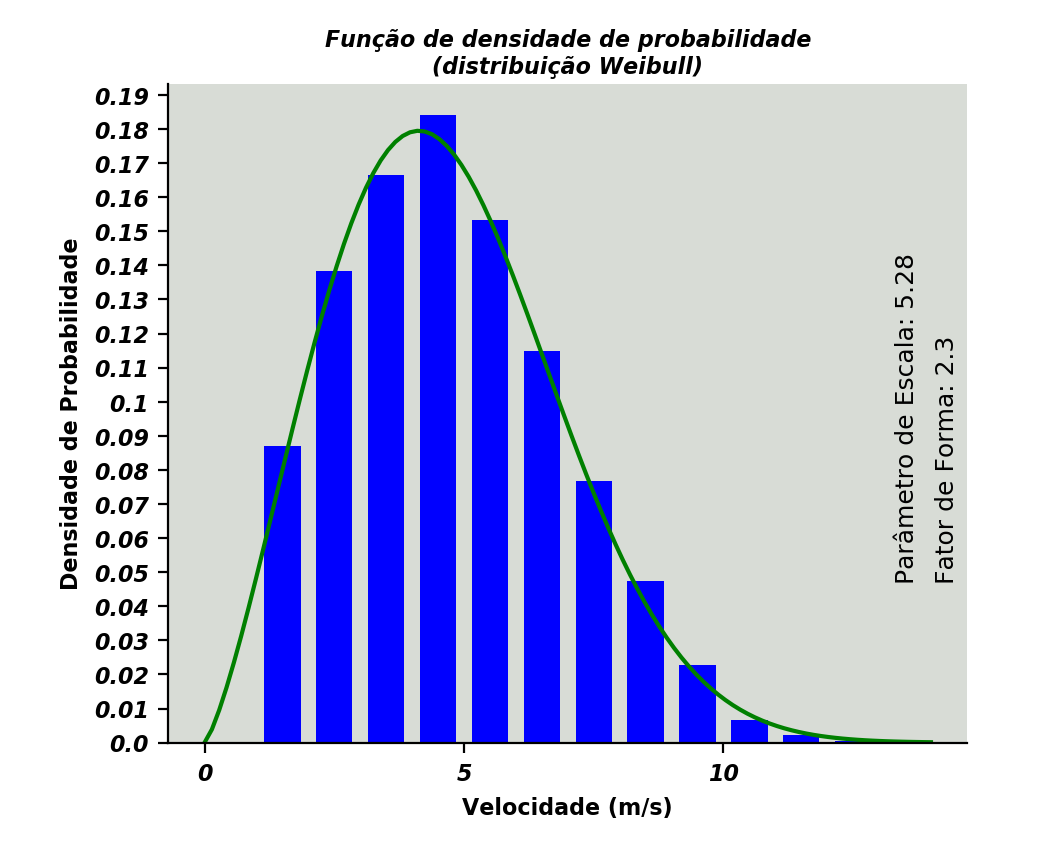 Função de densidade de probabilidade
(distribuição Weibull)
0.19
0.18
0.17
0.16
0.15
0.14
0.13
0.12
0.11
0.1
0.09
0.08
0.07
0.06
0.05
0.04
0.03
0.02
0.01
0.0
Densidade de Probabilidade
0 5 10
Velocidade (m/s)
Parâmetro de Escala: 5.28
Fator de Forma: 2.3